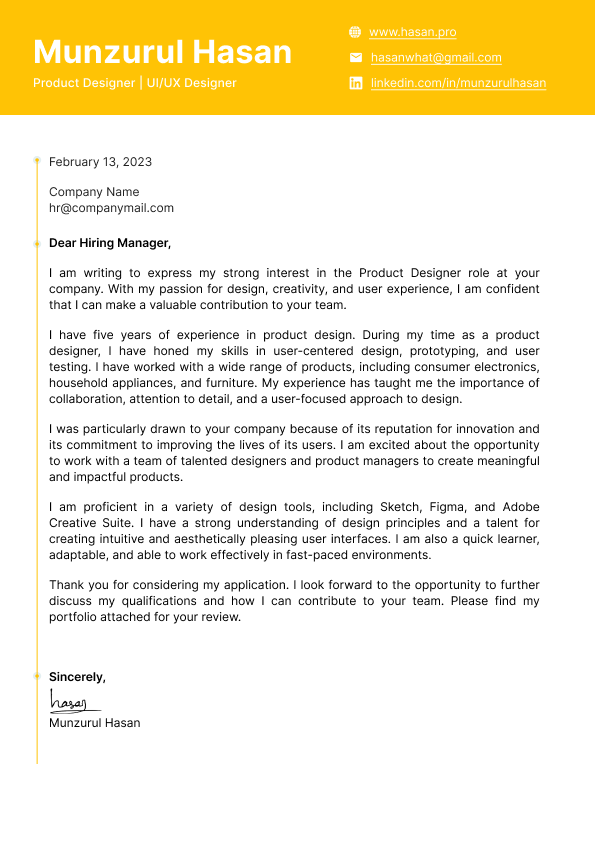 Munzurul Hasan
Product Designer | UI/UX Designer
www.hasan.pro
hasanwhat@gmail.com
linkedin.com/in/munzurulhasan
February 13, 2023
Company Name
hr@companymail.com
Dear Hiring Manager,
I am writing to express my strong interest in the Product Designer role at your
company. With my passion for design, creativity, and user experience, I am confident
that I can make a valuable contribution to your team.
I have five years of experience in product design. During my time as a product
designer, I have honed my skills in user-centered design, prototyping, and user
testing. I have worked with a wide range of products, including consumer electronics,
household appliances, and furniture. My experience has taught me the importance of
collaboration, attention to detail, and a user-focused approach to design.
I was particularly drawn to your company because of its reputation for innovation and
its commitment to improving the lives of its users. I am excited about the opportunity
to work with a team of talented designers and product managers to create meaningful
and impactful products.
I am proficient in a variety of design tools, including Sketch, Figma, and Adobe
Creative Suite. I have a strong understanding of design principles and a talent for
creating intuitive and aesthetically pleasing user interfaces. I am also a quick learner,
adaptable, and able to work effectively in fast-paced environments.
Thank you for considering my application. I look forward to the opportunity to further
discuss my qualifications and how I can contribute to your team. Please find my
portfolio attached for your review.
Sincerely,
hasan
Munzurul Hasan